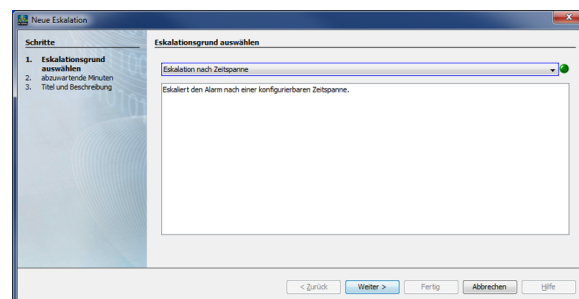 Neue Eskalation
Schritte
1. Eskalationsgrund
auswählen
2. abzuwartende Minuten
3. Titel und Beschreibung
Eskalationsgrund auswählen
Eskalation nach Zeitspanne
Eskaliert den Alarm nach einer konfigurierbaren Zeitspanne.
< Zurück
Weiter >
Fertig
Abbrechen
Hilfe